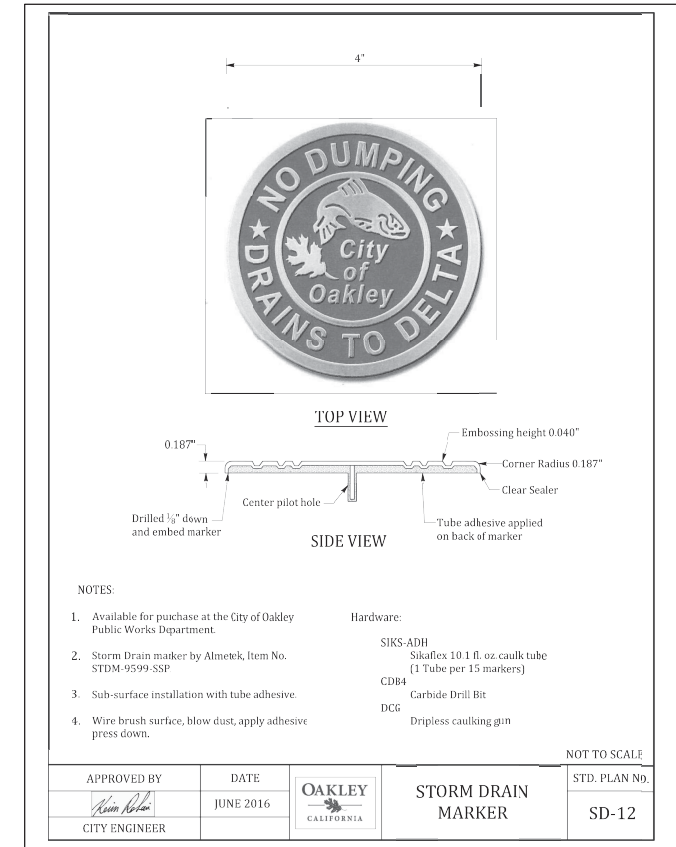 4"
NO DUMPING
City
of
Oakley
DRAINS TO DELTA
TOP VIEW
Embossing height 0.040"
0.187"
Corner Radius 0.187"
Clear Sealer
Center pilot hole
Drilled ⅛" down
and embed marker
Tube adhesive applied
on back of marker
SIDE VIEW
NOTES:
1. Available for purchase at the City of Oakley
Public Works Department.
2. Storm Drain marker by Almetek, Item No.
STDM-9599-SSP
3. Sub-surface installation with tube adhesive.
4. Wire brush surface, blow dust, apply adhesive
press down.
Hardware:
SIKS-ADH
Sikaflex 10.1 fl. oz. caulk tube
(1 Tube per 15 markers)
CDB4
Carbide Drill Bit
DCG
Dripless caulking gun
NOT TO SCALE
APPROVED BY
CITY ENGINEER
DATE
JUNE 2016
OAKLEY
CALIFORNIA
STORM DRAIN
MARKER
STD. PLAN NO.
SD-12